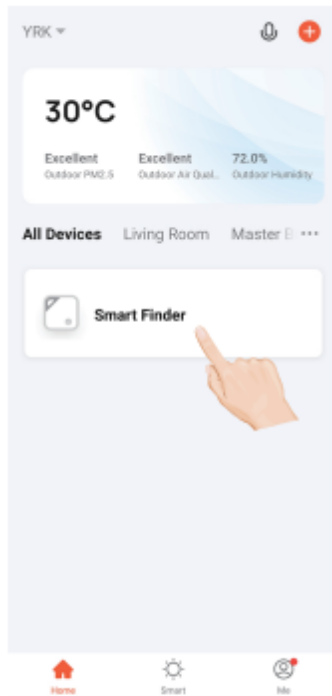 YRK
30°C
Excellent Excellent 72.0%
Outdoor PM2.5 Outdoor Air Qual... Outdoor Humidity
All Devices Living Room Master B ...
Smart Finder
Home Smart Me